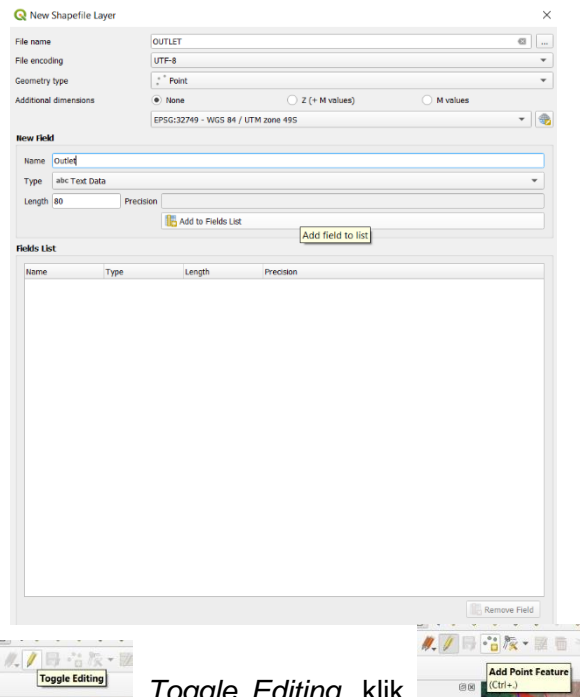 New Shapefile Layer
File name OUTLET ...
File encoding UTF-8
Geometry type Point
Additional dimensions None Z (+ M values) M values
EPSG:32749 - WGS 84 / UTM zone 49S
New Field
Name Outlet
Type abc Text Data
Length 80 Precision
Add to Fields List
Add field to list
Fields List
Name Type Length Precision
Remove Field
Toggle Editing
Toggle Editing klik
Add Point Feature
(Ctrl+.)